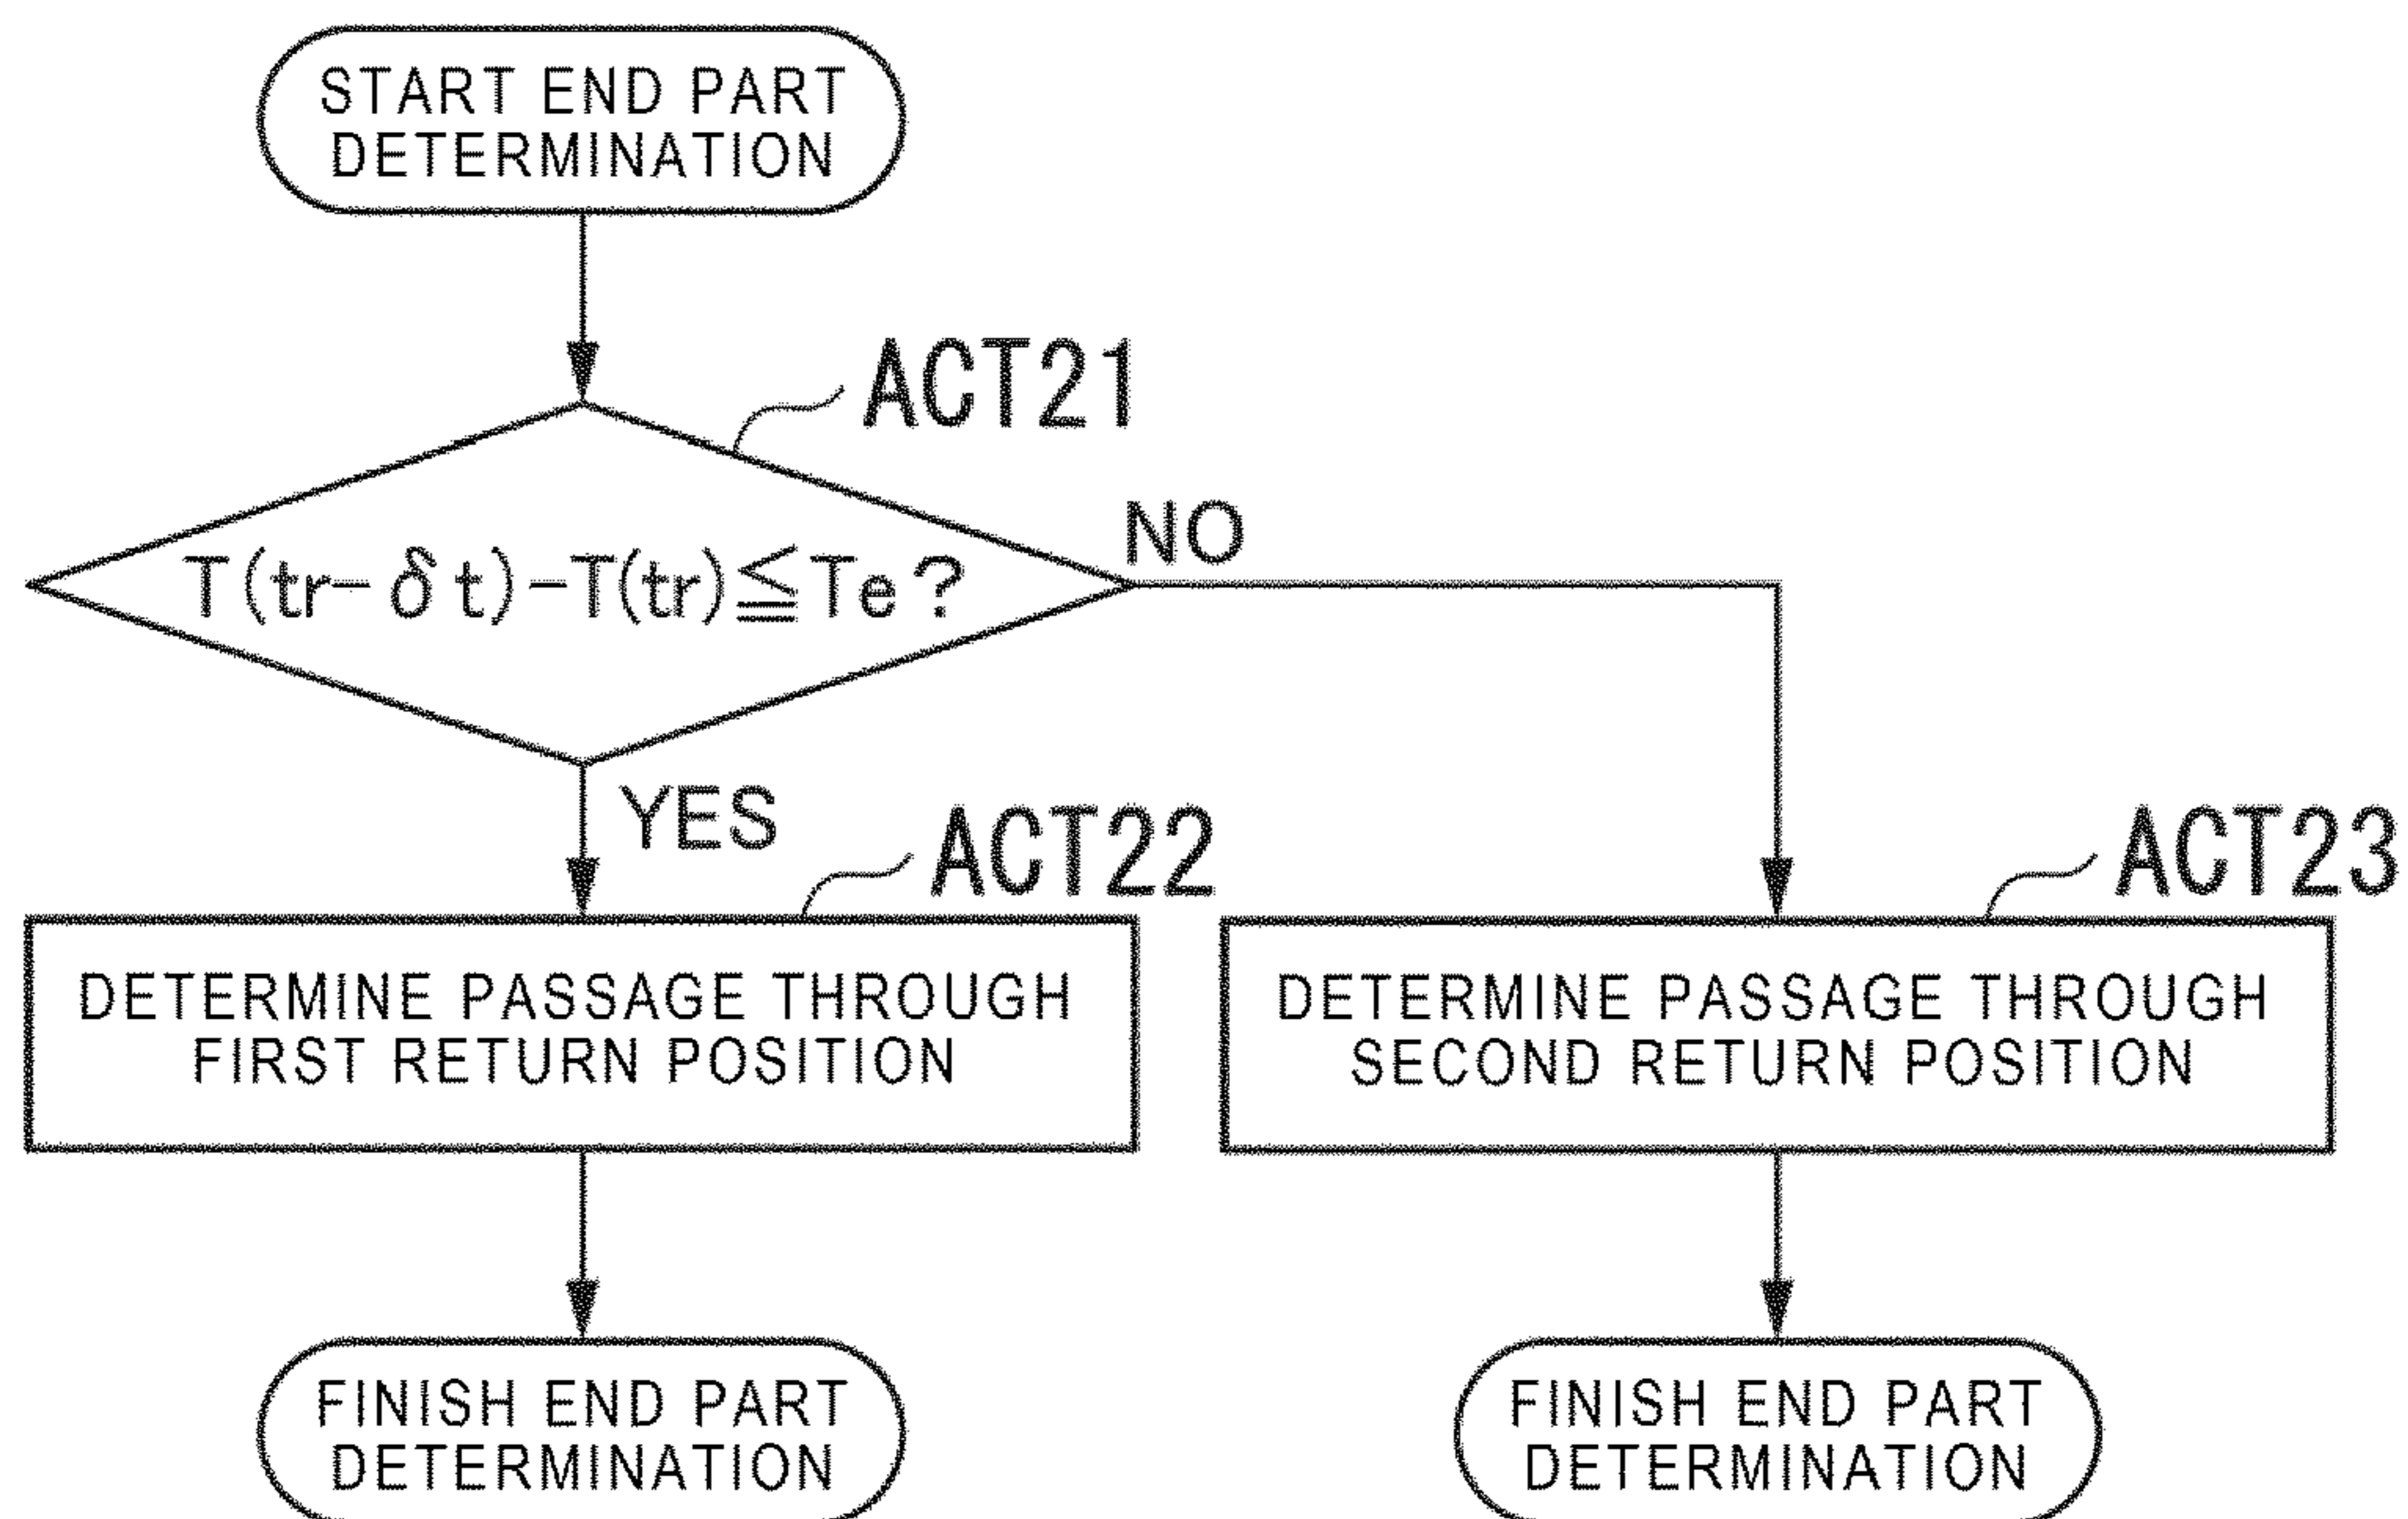 START END PART
DETERMINATION
ACT21
T(tr-δt)-T(tr)≦Te?
NO
YES
ACT22
ACT23
DETERMINE PASSAGE THROUGH
FIRST RETURN POSITION
DETERMINE PASSAGE THROUGH
SECOND RETURN POSITION
FINISH END PART
DETERMINATION
FINISH END PART
DETERMINATION